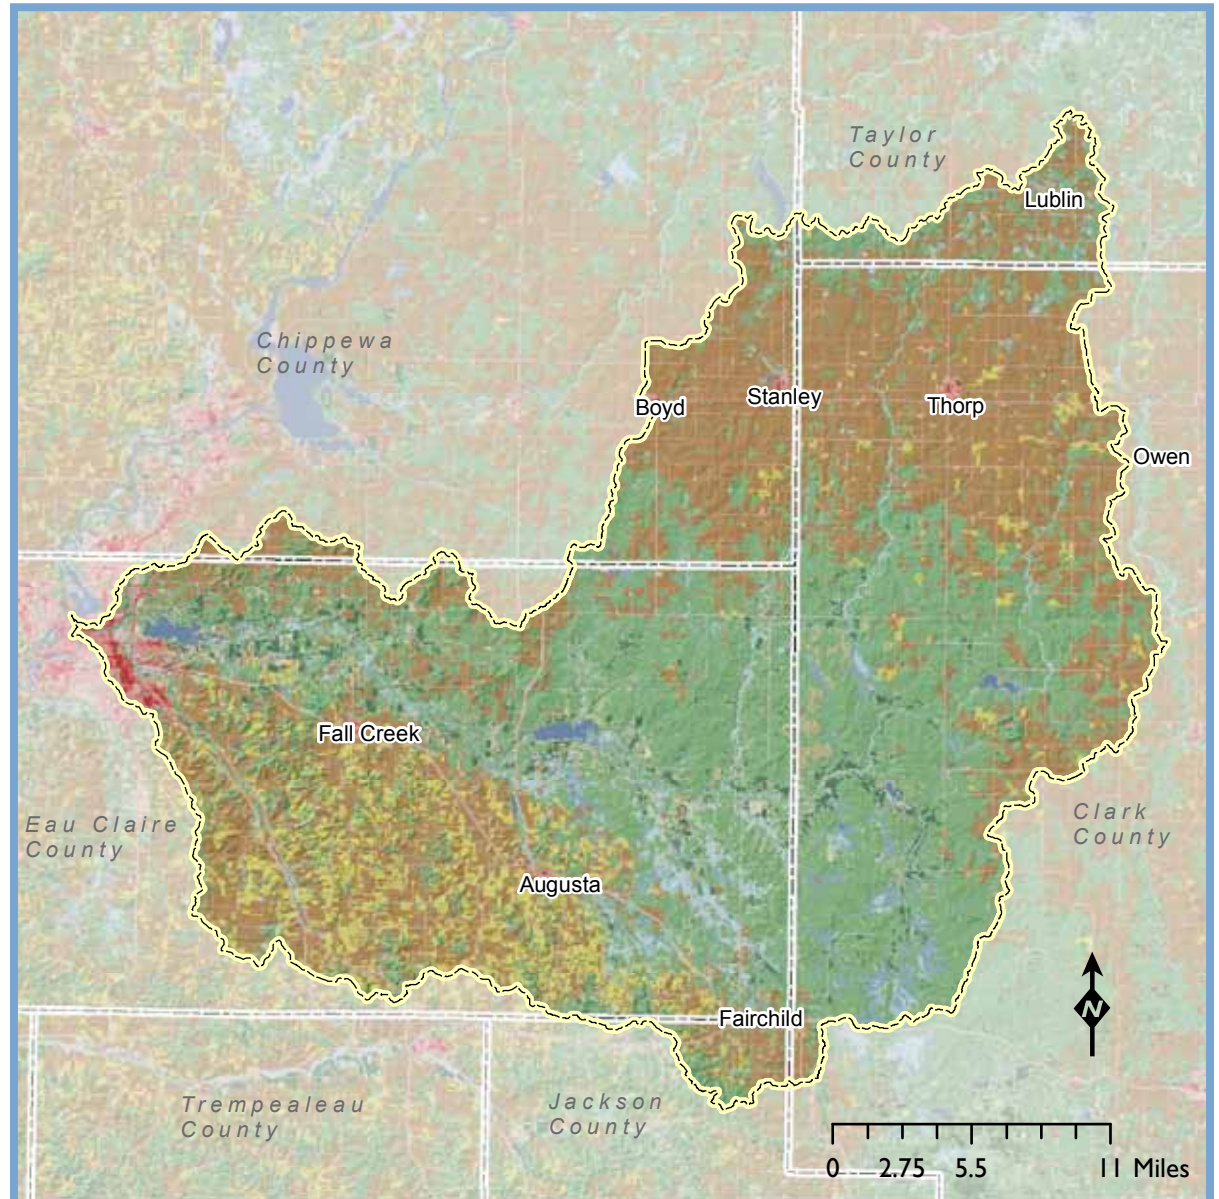 Taylor
County
Lublin
Chippewa
County
Boyd
Stanley
Thorp
Owen
Fall Creek
Eau Claire
County
Clark
County
Augusta
N
Fairchild
Trempealeau
County
Jackson
County
0 2.75 5.5 11 Miles